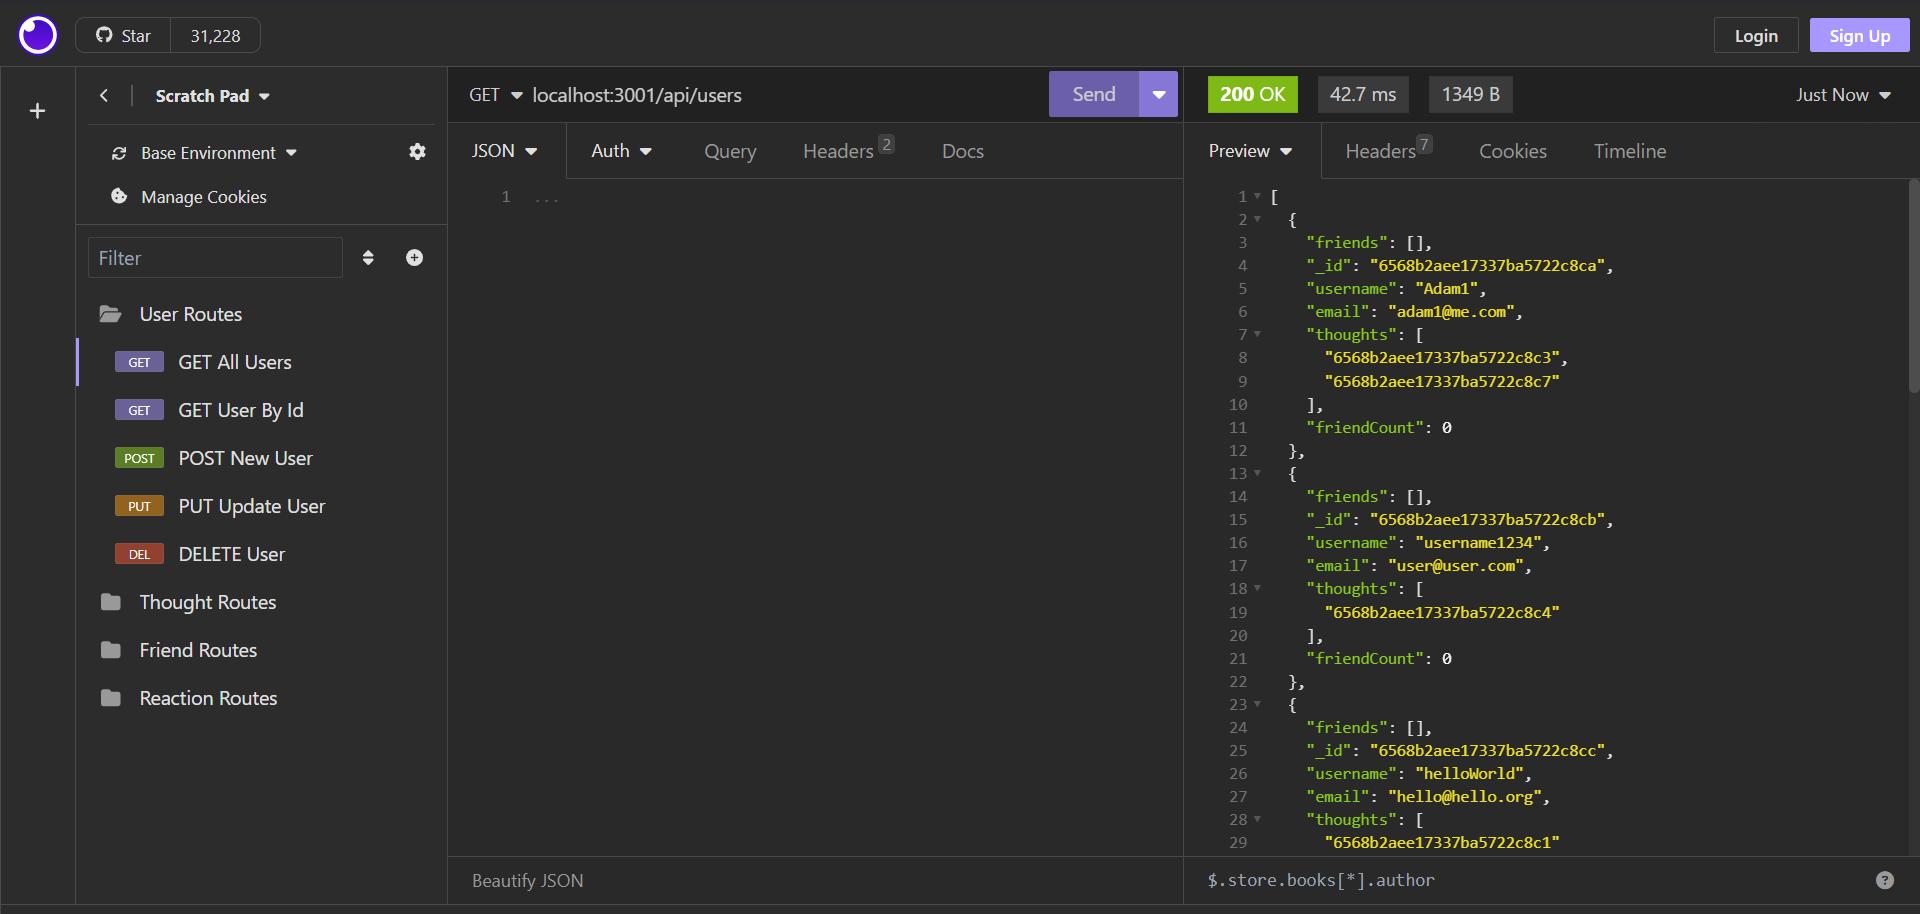 Star 31,228
Login Sign Up
Scratch Pad
Base Environment
Manage Cookies
Filter
User Routes
GET GET All Users
GET GET User By Id
POST POST New User
PUT PUT Update User
DEL DELETE User
Thought Routes
Friend Routes
Reaction Routes
GET localhost:3001/api/users Send
JSON Auth Query Headers 2 Docs
1 ...
Beautify JSON
200 OK 42.7 ms 1349 B Just Now
Preview Headers 7 Cookies Timeline
1 [
2 {
3 "friends": [],
4 "_id": "6568b2aee17337ba5722c8ca",
5 "username": "Adam1",
6 "email": "adam1@me.com",
7 "thoughts": [
8 "6568b2aee17337ba5722c8c3",
9 "6568b2aee17337ba5722c8c7"
10 ],
11 "friendCount": 0
12 },
13 {
14 "friends": [],
15 "_id": "6568b2aee17337ba5722c8cb",
16 "username": "username1234",
17 "email": "user@user.com",
18 "thoughts": [
19 "6568b2aee17337ba5722c8c4"
20 ],
21 "friendCount": 0
22 },
23 {
24 "friends": [],
25 "_id": "6568b2aee17337ba5722c8cc",
26 "username": "helloWorld",
27 "email": "hello@hello.org",
28 "thoughts": [
29 "6568b2aee17337ba5722c8c1"
$.store.books[*].author ?